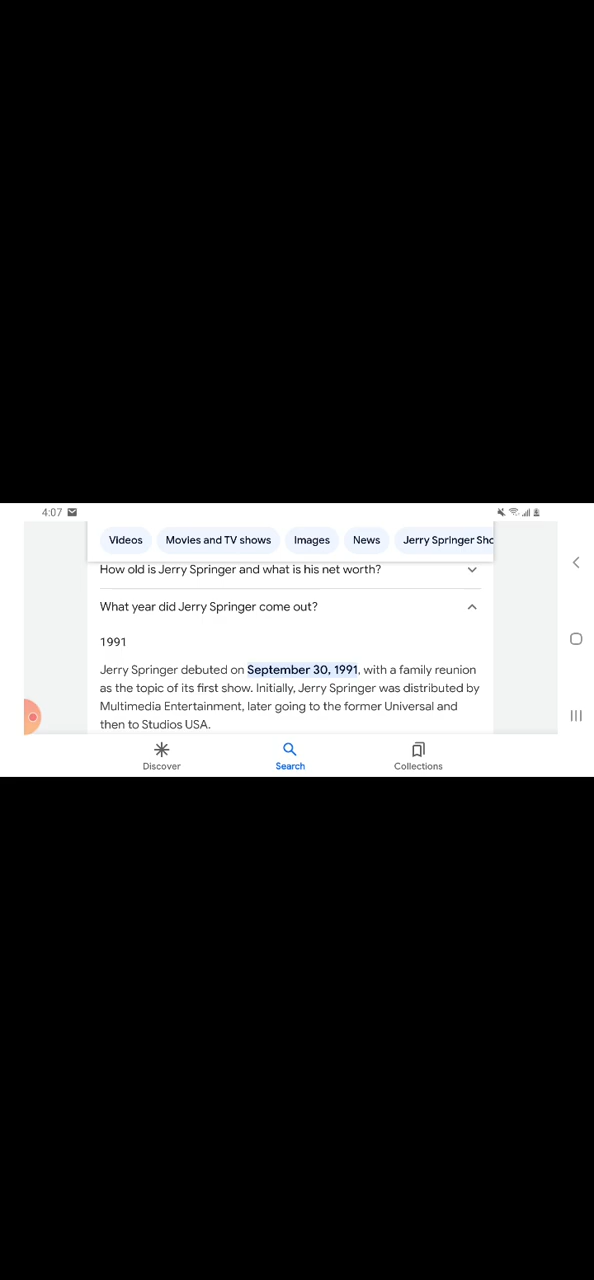 4:07
Videos Movies and TV shows Images News Jerry Springer Sho
How old is Jerry Springer and what is his net worth?
What year did Jerry Springer come out?
1991
Jerry Springer debuted on September 30, 1991, with a family reunion
as the topic of its first show. Initially, Jerry Springer was distributed by
Multimedia Entertainment, later going to the former Universal and
then to Studios USA.
Discover Search Collections